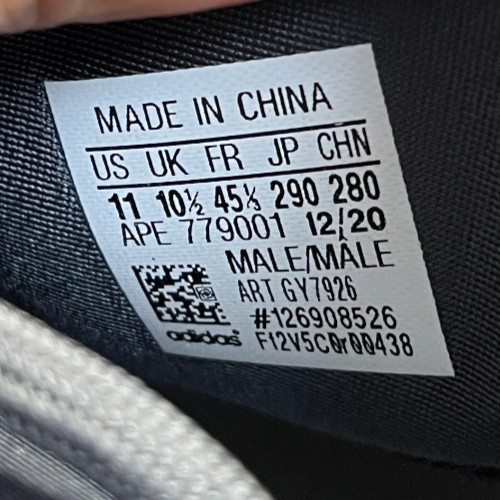 MADE IN CHINA
US UK FR JP CHN
11 10½ 45⅓ 290 280
APE 779001 12/20
MALE/MÂLE
ART GY7926
#126908526
adidas® F12V5C0r00438